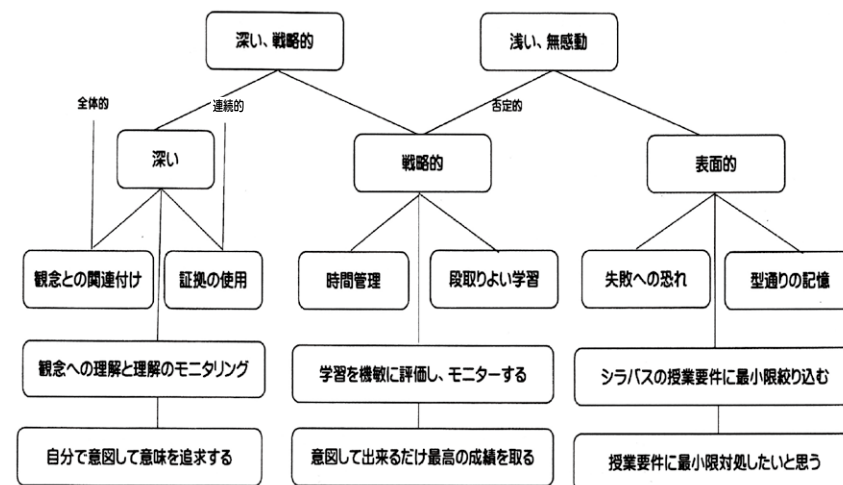 深い、戦略的
浅い、無感動
全体的
連続的
否定的
深い
戦略的
表面的
観念との関連付け
証拠の使用
時間管理
段取りよい学習
失敗への恐れ
型通りの記憶
観念への理解と理解のモニタリング
学習を機敏に評価し、モニターする
シラバスの授業要件に最小限絞り込む
自分で意図して意味を追求する
意図して出来るだけ最高の成績を取る
授業要件に最小限対処したいと思う